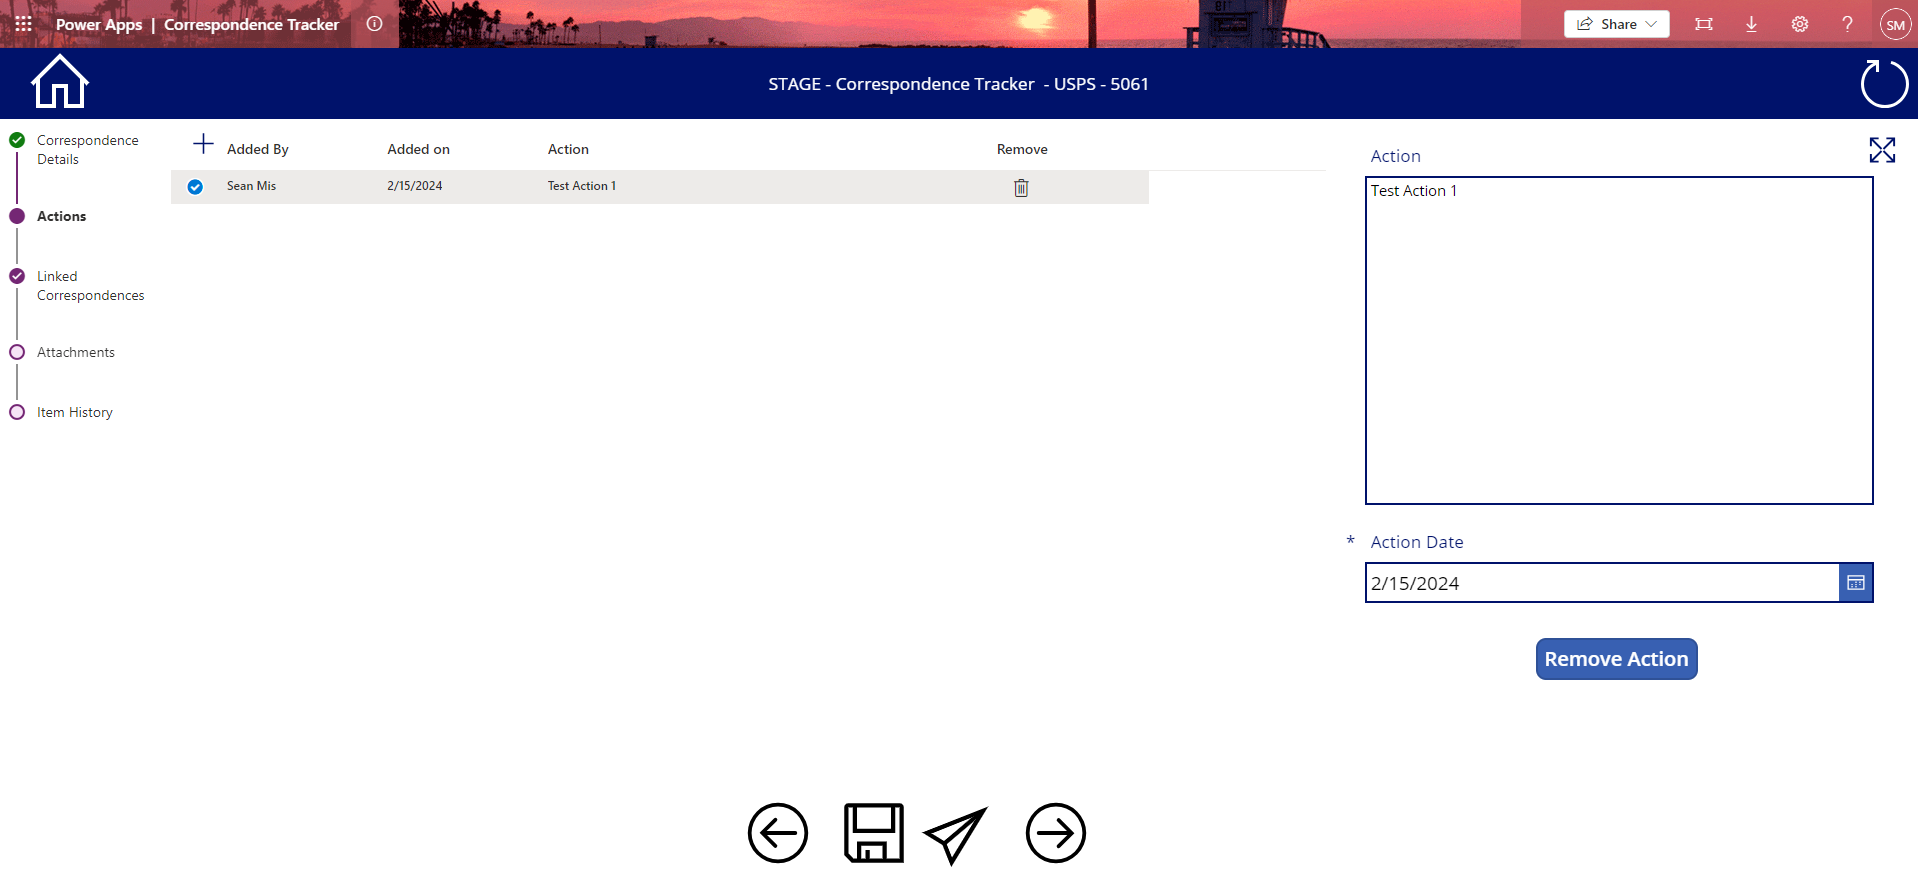 Power Apps | Correspondence Tracker
Share
?
SM
STAGE - Correspondence Tracker - USPS - 5061
Correspondence
Details
Actions
Linked
Correspondences
Attachments
Item History
Added By Added on Action Remove
Sean Mis 2/15/2024 Test Action 1
Action
Test Action 1
* Action Date
2/15/2024
Remove Action